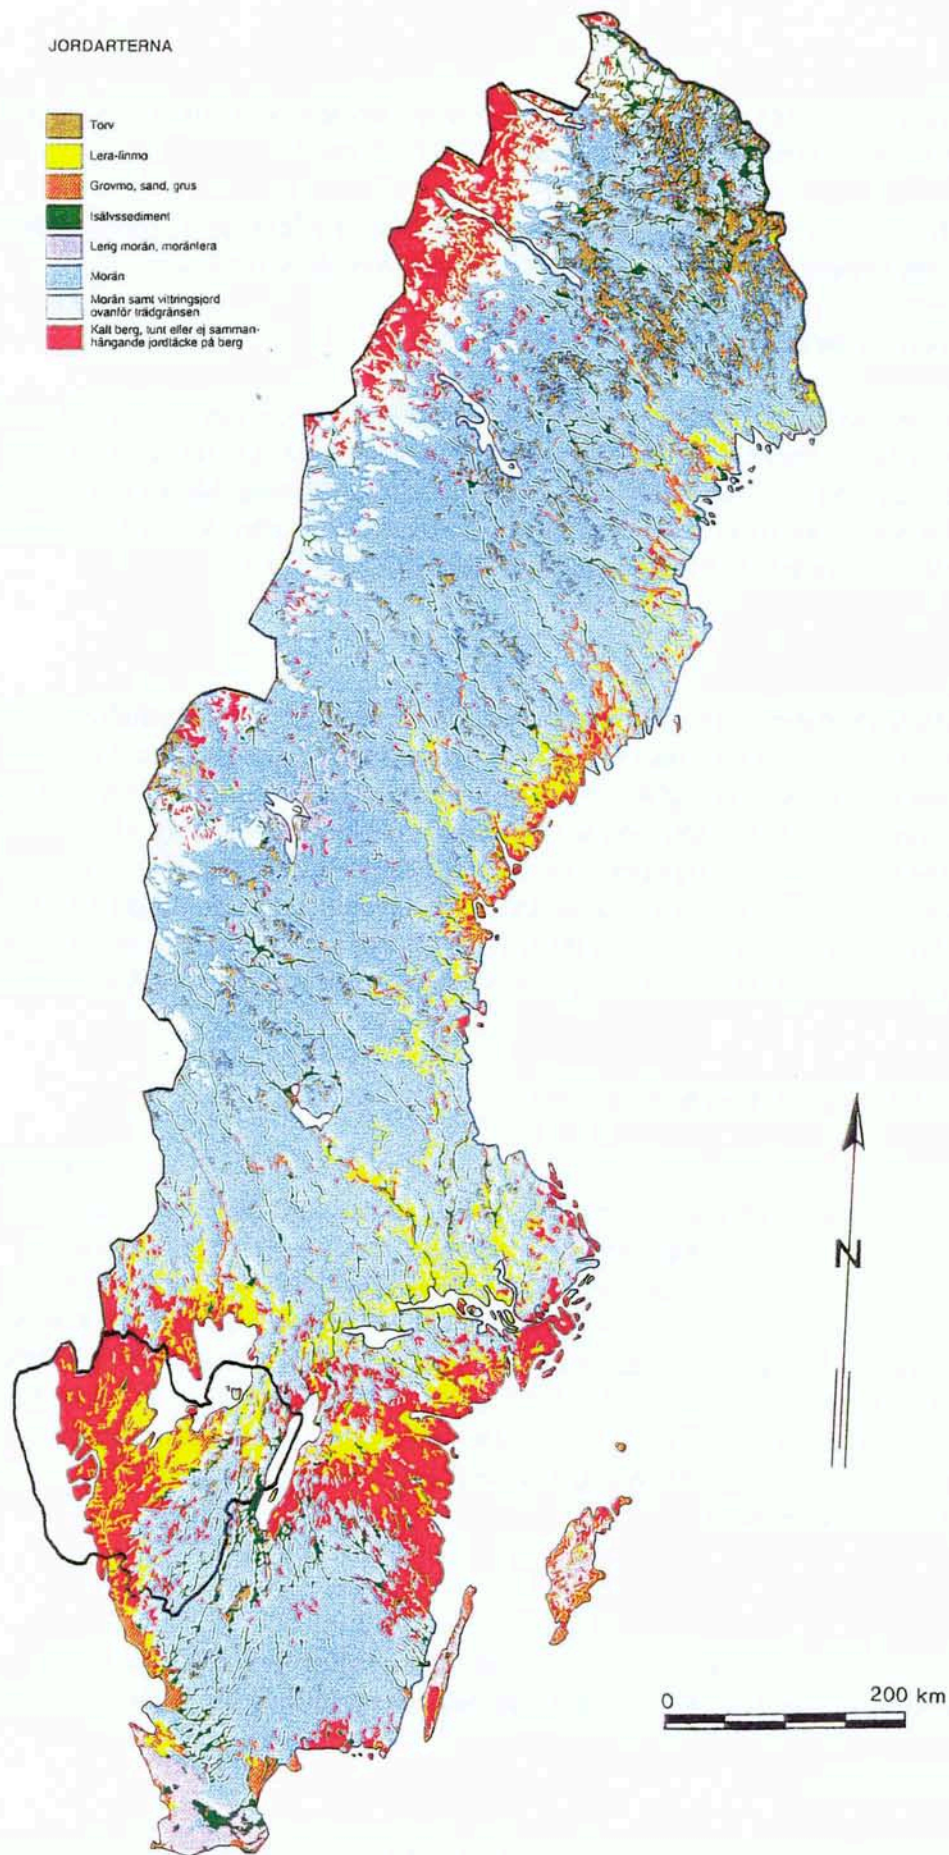 JORDARTERNA
Torv
Lera-finmo
Grovmo, sand, grus
Isälvssediment
Lerig morän, moränlera
Morän
Morän samt vittringsjord
ovanför trädgränsen
Kalt berg, tunt eller ej samman-
hängande jordtäcke på berg
N
0 200 km